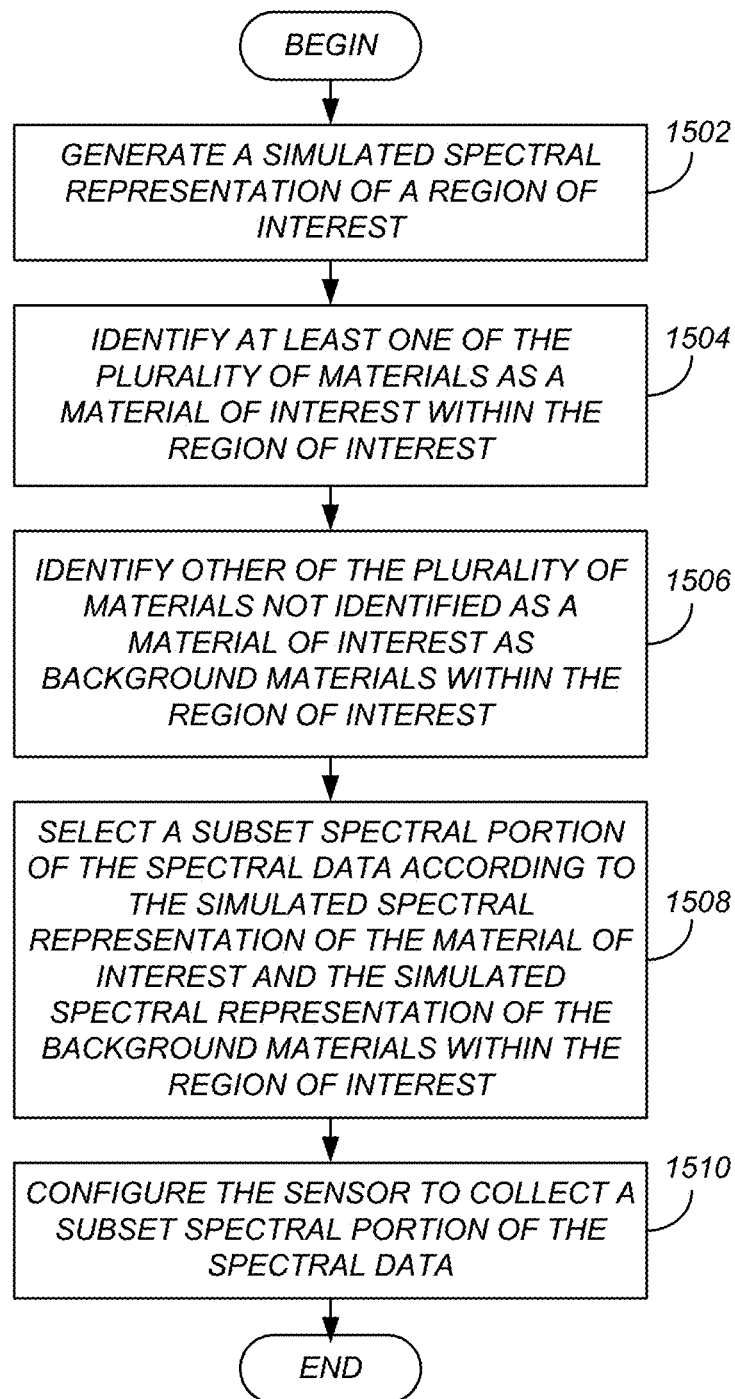 BEGIN
GENERATE A SIMULATED SPECTRAL
REPRESENTATION OF A REGION OF
INTEREST
1502
IDENTIFY AT LEAST ONE OF THE
PLURALITY OF MATERIALS AS A
MATERIAL OF INTEREST WITHIN THE
REGION OF INTEREST
1504
IDENTIFY OTHER OF THE PLURALITY OF
MATERIALS NOT IDENTIFIED AS A
MATERIAL OF INTEREST AS
BACKGROUND MATERIALS WITHIN THE
REGION OF INTEREST
1506
SELECT A SUBSET SPECTRAL PORTION
OF THE SPECTRAL DATA ACCORDING TO
THE SIMULATED SPECTRAL
REPRESENTATION OF THE MATERIAL OF
INTEREST AND THE SIMULATED
SPECTRAL REPRESENTATION OF THE
BACKGROUND MATERIALS WITHIN THE
REGION OF INTEREST
1508
CONFIGURE THE SENSOR TO COLLECT A
SUBSET SPECTRAL PORTION OF THE
SPECTRAL DATA
1510
END